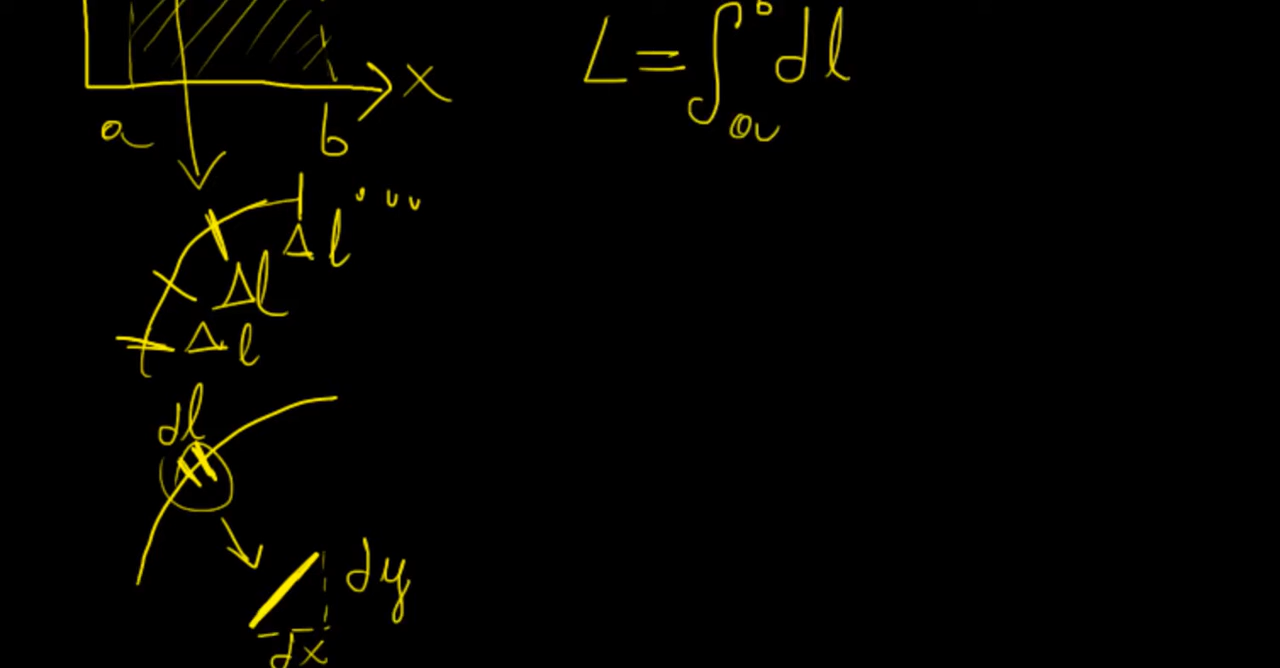 x
a b
L = ∫ₐᵇ dl
Δl ...
Δl
Δl
dl
dy
dx